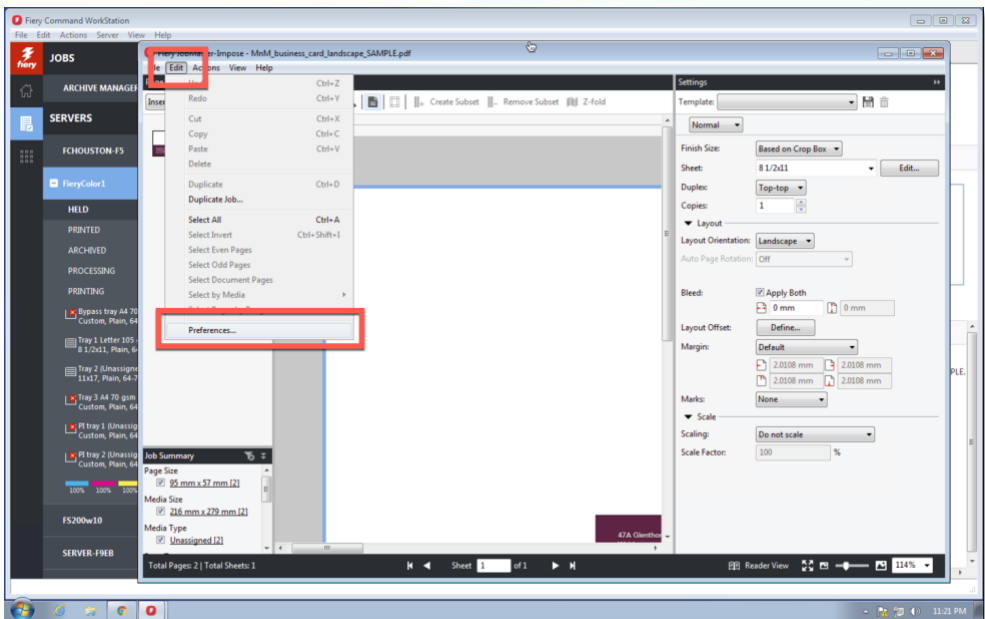 Fiery Command WorkStation
File Edit Actions Server View Help
fiery
JOBS
ARCHIVE MANAGER
SERVERS
FCHOUSTON-F5
FieryColor1
HELD
PRINTED
ARCHIVED
PROCESSING
PRINTING
Bypass tray A4 70
Custom, Plain, 64
Tray 1 Letter 105
8 1/2x11, Plain, 6
Tray 2 (Unassigne
11x17, Plain, 64-7
Tray 3 A4 70 gsm
Custom, Plain, 64
PI tray 1 (Unassig
Custom, Plain, 64
PI tray 2 (Unassig
Custom, Plain, 64
100% 100% 100%
FS200w10
SERVER-F9EB
Fiery JobMaster-Impose - MnM_business_card_landscape_SAMPLE.pdf
Edit Actions View Help
Redo Ctrl+Y
Ctrl+Z
Cut Ctrl+X
Copy Ctrl+C
Paste Ctrl+V
Delete
Duplicate Ctrl+D
Duplicate Job...
Select All Ctrl+A
Select Invert Ctrl+Shift+I
Select Even Pages
Select Odd Pages
Select Document Pages
Select by Media
Preferences...
Create Subset Remove Subset Z-fold
47A Glenthor
Job Summary
Page Size
95 mm x 57 mm [2]
Media Size
216 mm x 279 mm [2]
Media Type
Unassigned [2]
Total Pages: 2 | Total Sheets: 1
Sheet 1 of 1
Reader View
114%
Settings
Template:
Normal
Finish Size: Based on Crop Box
Sheet: 8 1/2x11 Edit...
Duplex: Top-top
Copies: 1
Layout
Layout Orientation: Landscape
Auto Page Rotation: Off
Bleed: Apply Both
0 mm 0 mm
Layout Offset: Define...
Margin: Default
2.0108 mm 2.0108 mm
2.0108 mm 2.0108 mm
Marks: None
Scale
Scaling: Do not scale
Scale Factor: 100 %
PLE.
11:21 PM